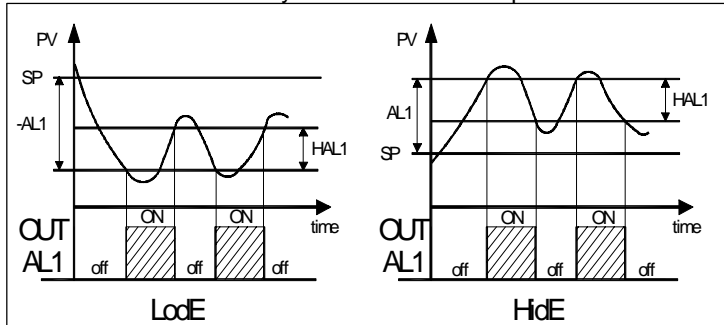 PV
SP
-AL1
HAL1
time
OUT
AL1
off
ON
off
ON
off
LodE
PV
AL1
SP
HAL1
time
OUT
AL1
off
ON
off
ON
off
HidE